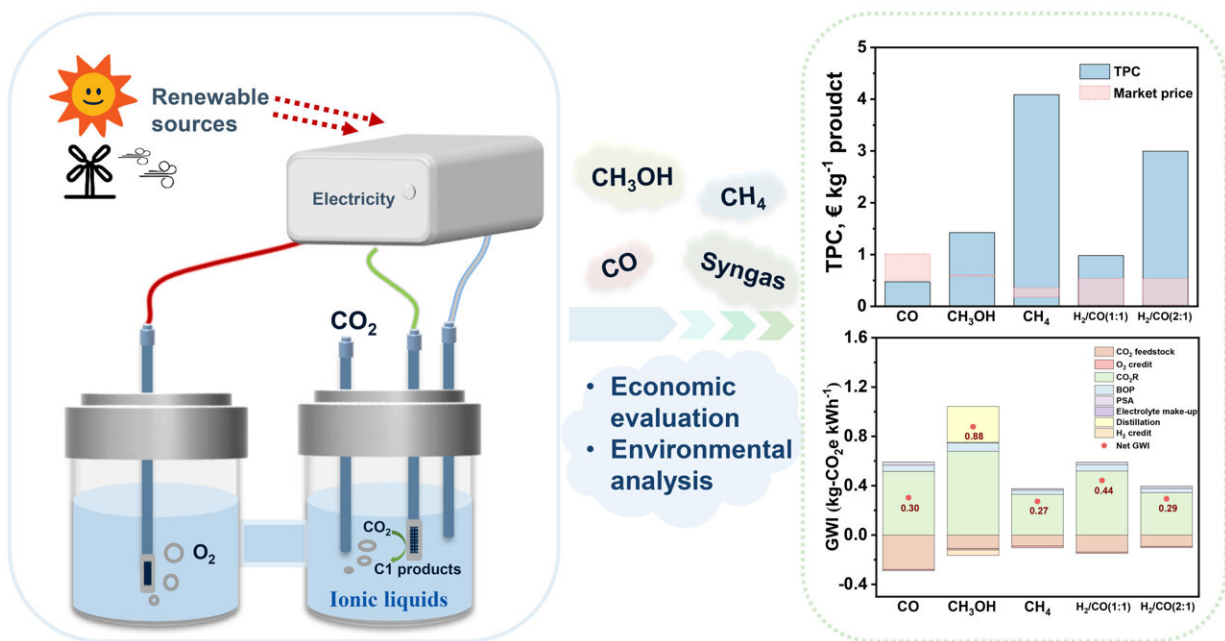 Renewable
sources
Electricity
CO₂
O₂
CO₂
C1 products
Ionic liquids
CH₃OH
CH₄
CO
Syngas
• Economic
evaluation
• Environmental
analysis
TPC, € kg⁻¹ proudct
5
4
3
2
1
0
TPC
Market price
CO
CH₃OH
CH₄
H₂/CO(1:1)
H₂/CO(2:1)
GWI (kg-CO₂e kWh⁻¹)
1.6
1.2
0.8
0.4
0.0
-0.4
CO₂ feedstock
O₂ credit
CO₂R
BOP
PSA
Electrolyte make-up
Distillation
H₂ credit
Net GWI
0.30
0.88
0.27
0.44
0.29
CO
CH₃OH
CH₄
H₂/CO(1:1)
H₂/CO(2:1)